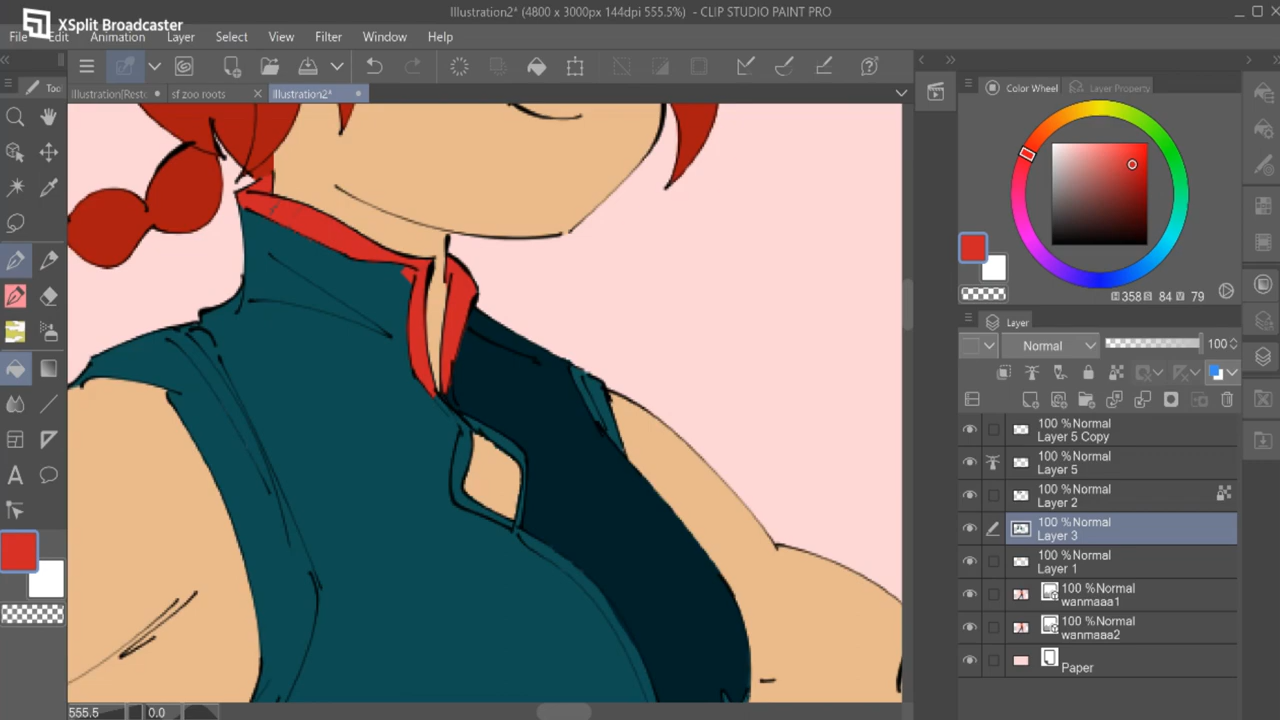 Illustration2* (4800 x 3000px 144dpi 555.5%) - CLIP STUDIO PAINT PRO
XSplit Broadcaster
File Edit Animation Layer Select View Filter Window Help
Too
Illustration(Resto
sf zoo roots
Illustration2*
Color Wheel
Layer Property
H 358 S 84 V 79
Layer
Normal
100
100 %Normal
Layer 5 Copy
100 %Normal
Layer 5
100 %Normal
Layer 2
100 %Normal
Layer 3
100 %Normal
Layer 1
100 %Normal
wanmaaa1
100 %Normal
wanmaaa2
Paper
555.5
0.0